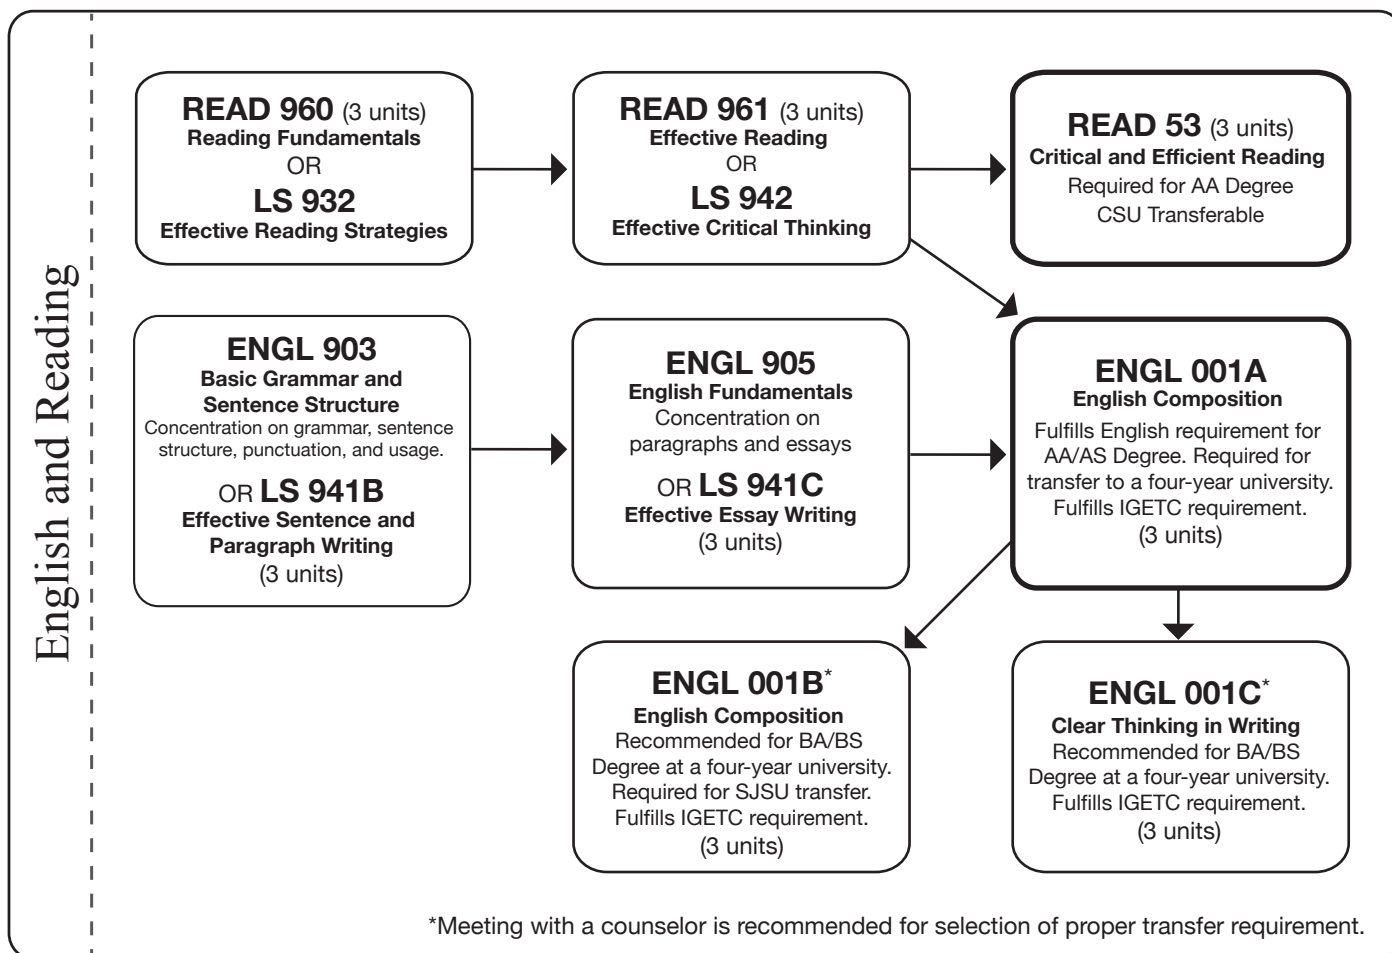 English and Reading
READ 960 (3 units)
Reading Fundamentals
OR
LS 932
Effective Reading Strategies
READ 961 (3 units)
Effective Reading
OR
LS 942
Effective Critical Thinking
READ 53 (3 units)
Critical and Efficient Reading
Required for AA Degree
CSU Transferable
ENGL 903
Basic Grammar and
Sentence Structure
Concentration on grammar, sentence
structure, punctuation, and usage.
OR LS 941B
Effective Sentence and
Paragraph Writing
(3 units)
ENGL 905
English Fundamentals
Concentration on
paragraphs and essays
OR LS 941C
Effective Essay Writing
(3 units)
ENGL 001A
English Composition
Fulfills English requirement for
AA/AS Degree. Required for
transfer to a four-year university.
Fulfills IGETC requirement.
(3 units)
ENGL 001B*
English Composition
Recommended for BA/BS
Degree at a four-year university.
Required for SJSU transfer.
Fulfills IGETC requirement.
(3 units)
ENGL 001C*
Clear Thinking in Writing
Recommended for BA/BS
Degree at a four-year university.
Fulfills IGETC requirement.
(3 units)
*Meeting with a counselor is recommended for selection of proper transfer requirement.